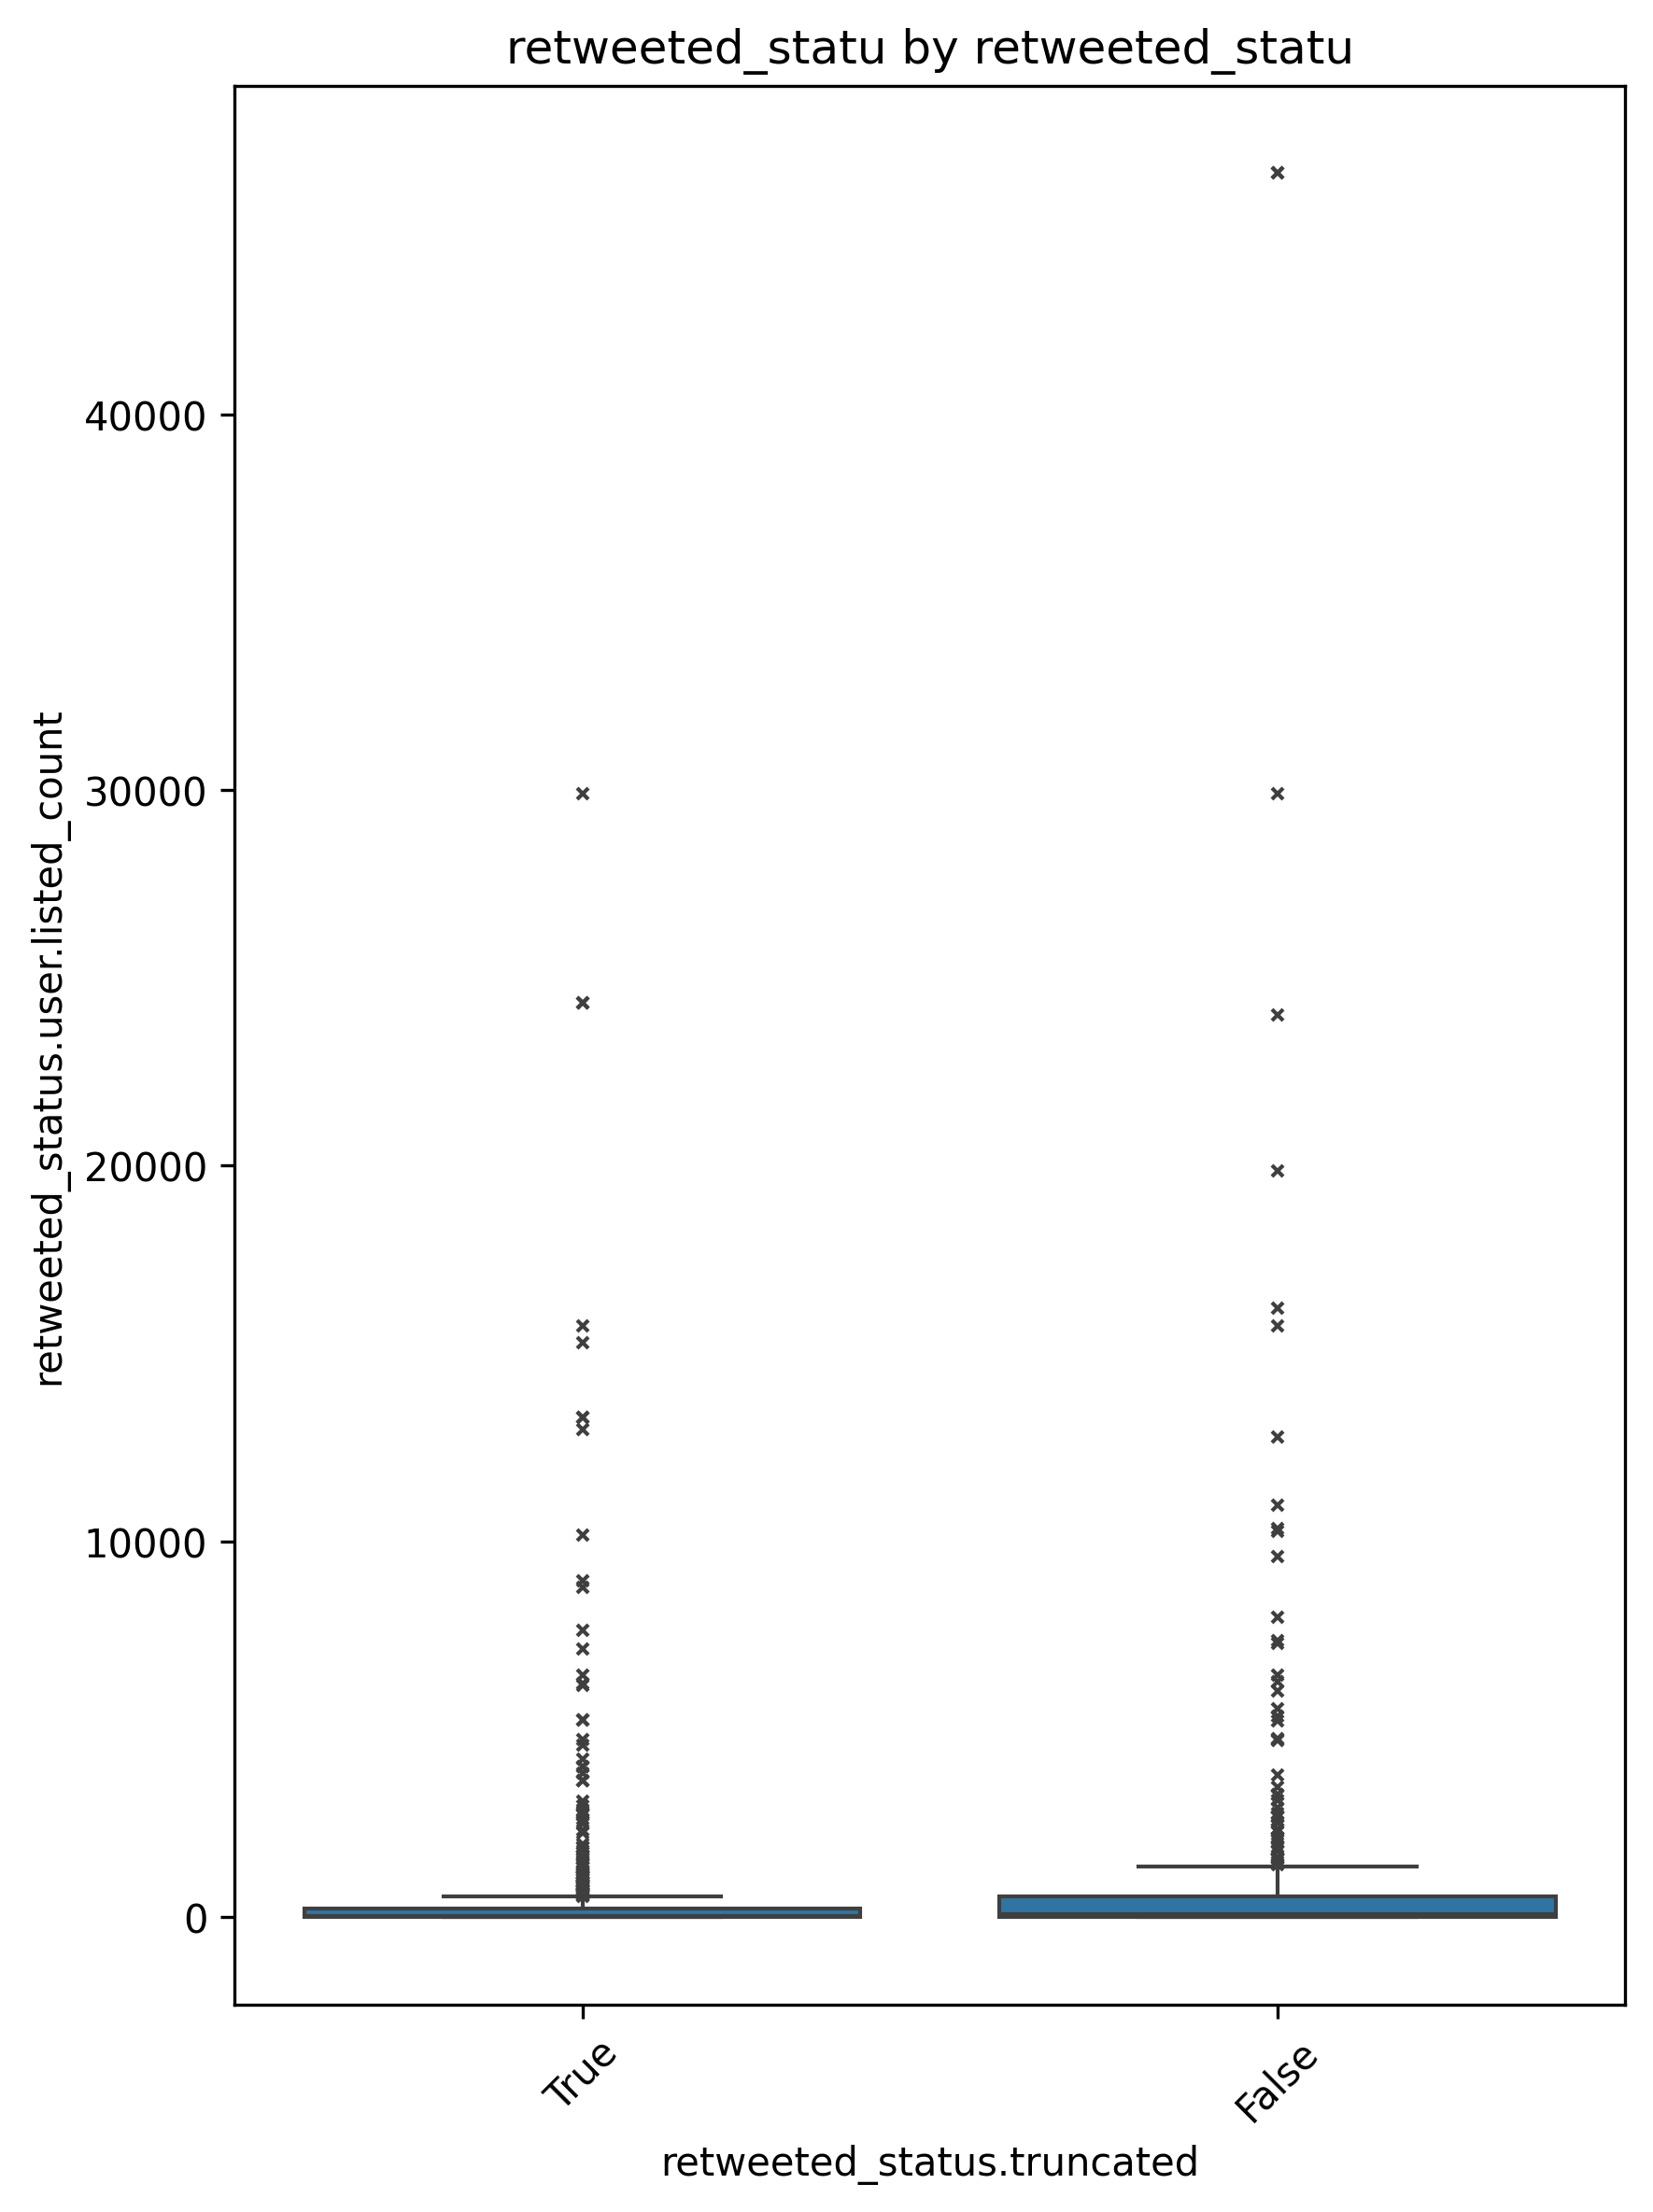 retweeted_statu by retweeted_statu
retweeted_status.user.listed_count
40000
30000
20000
10000
0
True
False
retweeted_status.truncated